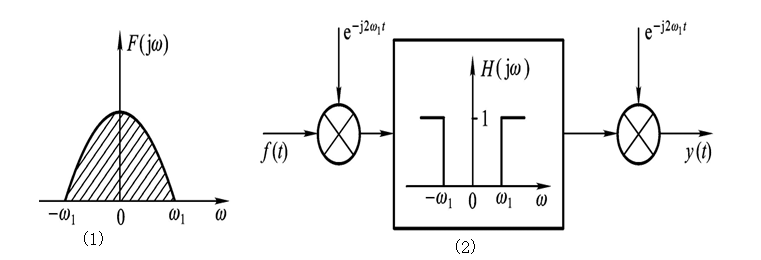 F(jω)
−ω₁ 0 ω₁ ω
(1)
e⁻ʲ²ω₁ᵗ
f(t)
H(jω)
1
−ω₁ 0 ω₁ ω
(2)
e⁻ʲ²ω₁ᵗ
y(t)